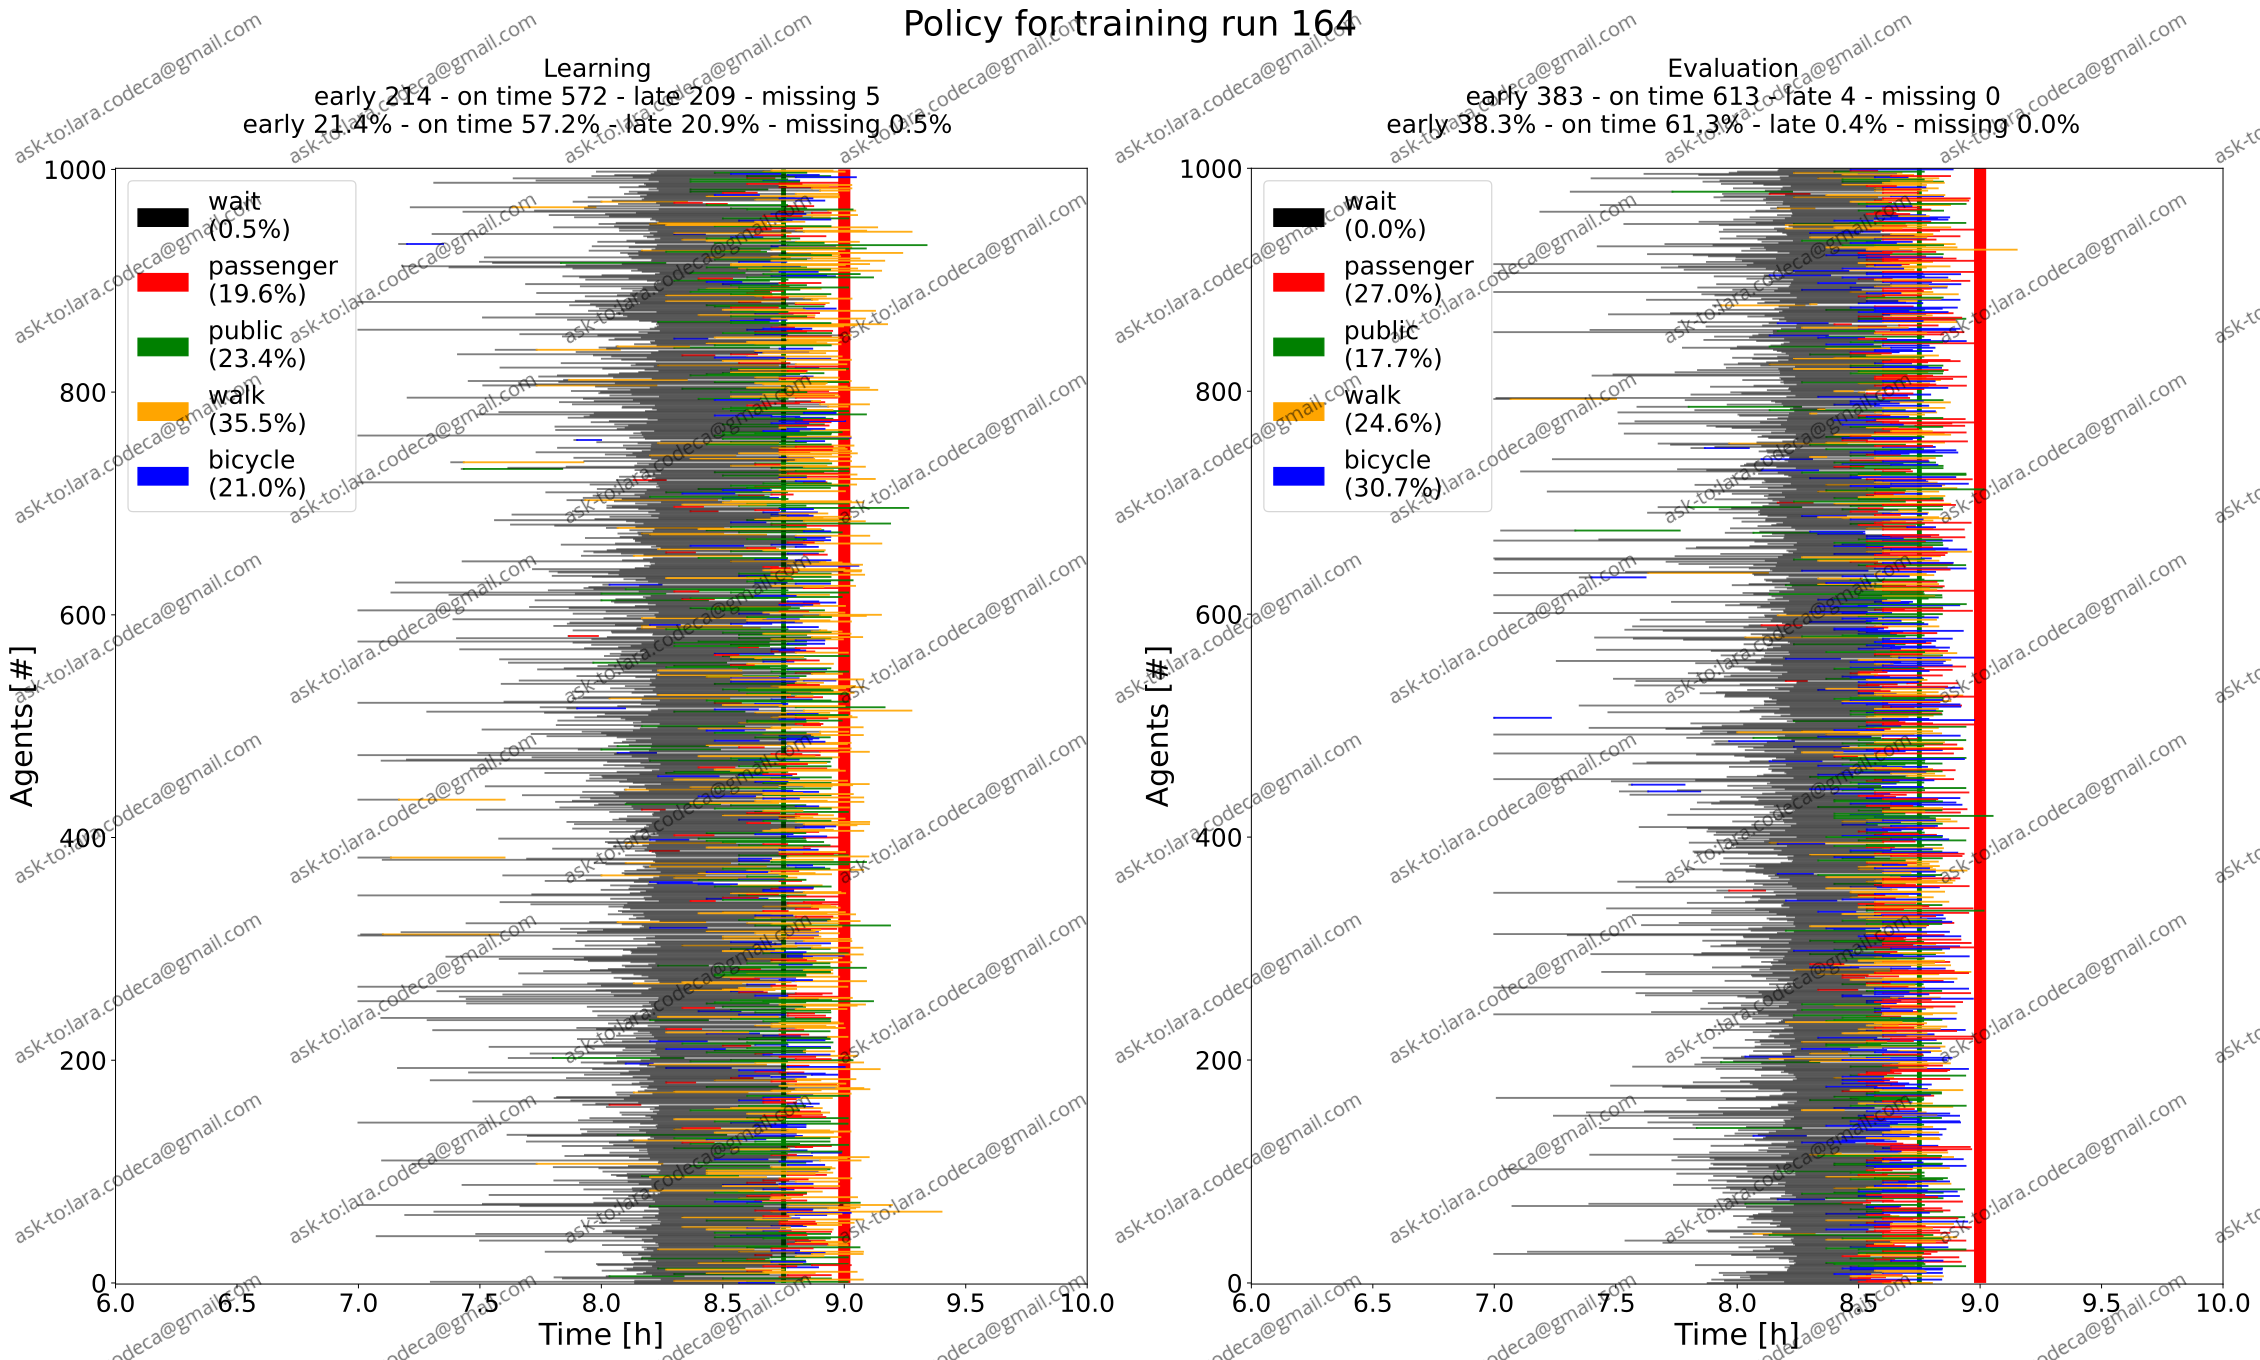 Policy for training run 164
Learning
early 214 - on time 572 - late 209 - missing 5
early 21.4% - on time 57.2% - late 20.9% - missing 0.5%
Agents [#]
1000
800
600
400
200
0
wait
(0.5%)
passenger
(19.6%)
public
(23.4%)
walk
(35.5%)
bicycle
(21.0%)
6.0 6.5 7.0 7.5 8.0 8.5 9.0 9.5 10.0
Time [h]
Evaluation
early 383 - on time 613 - late 4 - missing 0
early 38.3% - on time 61.3% - late 0.4% - missing 0.0%
Agents [#]
1000
800
600
400
200
0
wait
(0.0%)
passenger
(27.0%)
public
(17.7%)
walk
(24.6%)
bicycle
(30.7%)
6.0 6.5 7.0 7.5 8.0 8.5 9.0 9.5 10.0
Time [h]
ask-to:lara.codeca@gmail.com